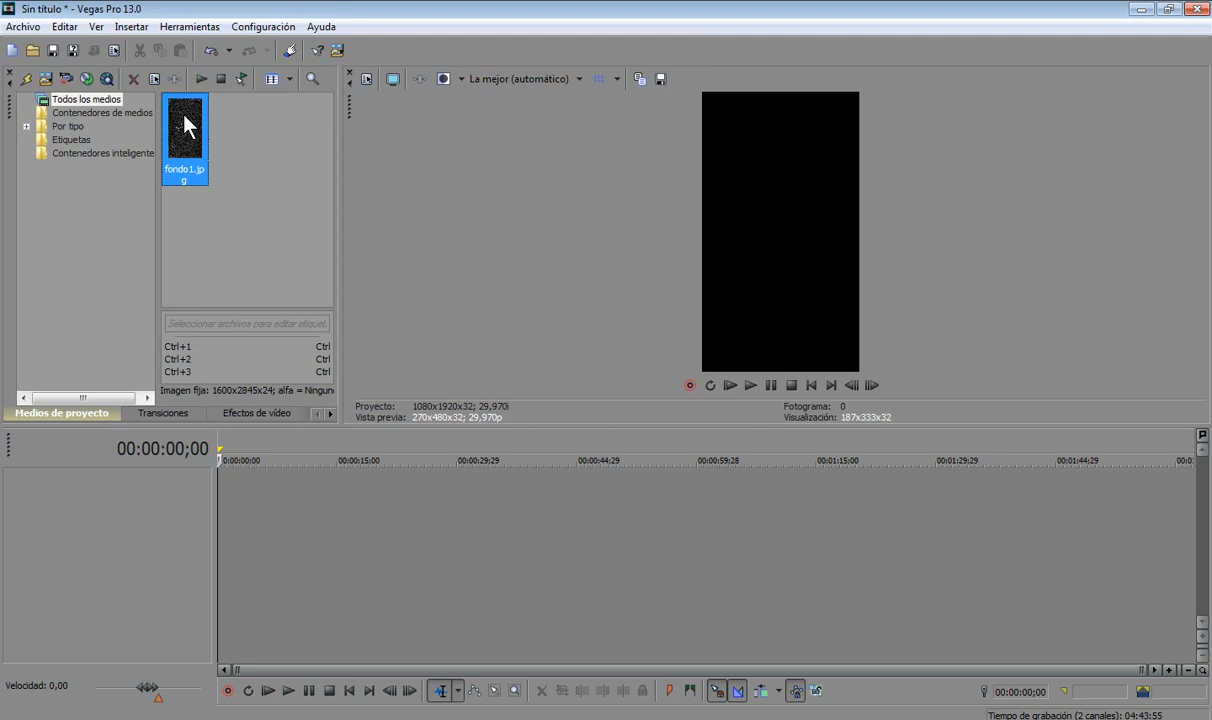 Sin título * - Vegas Pro 13.0
Archivo Editar Ver Insertar Herramientas Configuración Ayuda
La mejor (automático)
Todos los medios
Contenedores de medios
Por tipo
Etiquetas
Contenedores inteligente
fondo1.jp
g
Seleccionar archivos para editar etiquet.
Ctrl+1 Ctrl
Ctrl+2 Ctrl
Ctrl+3 Ctrl
Imagen fija: 1600x2845x24; alfa = Ningun
Medios de proyecto Transiciones Efectos de vídeo
Proyecto: 1080x1920x32; 29,970i
Vista previa: 270x480x32; 29,970p
Fotograma: 0
Visualización: 187x333x32
00:00:00;00
0:00:00;00 00:00:15;00 00:00:29;29 00:00:44;29 00:00:59;28 00:01:15;00 00:01:29;29 00:01:44;29 00:0
Velocidad: 0,00
00:00:00;00
Tiempo de grabación (2 canales): 04:43:55